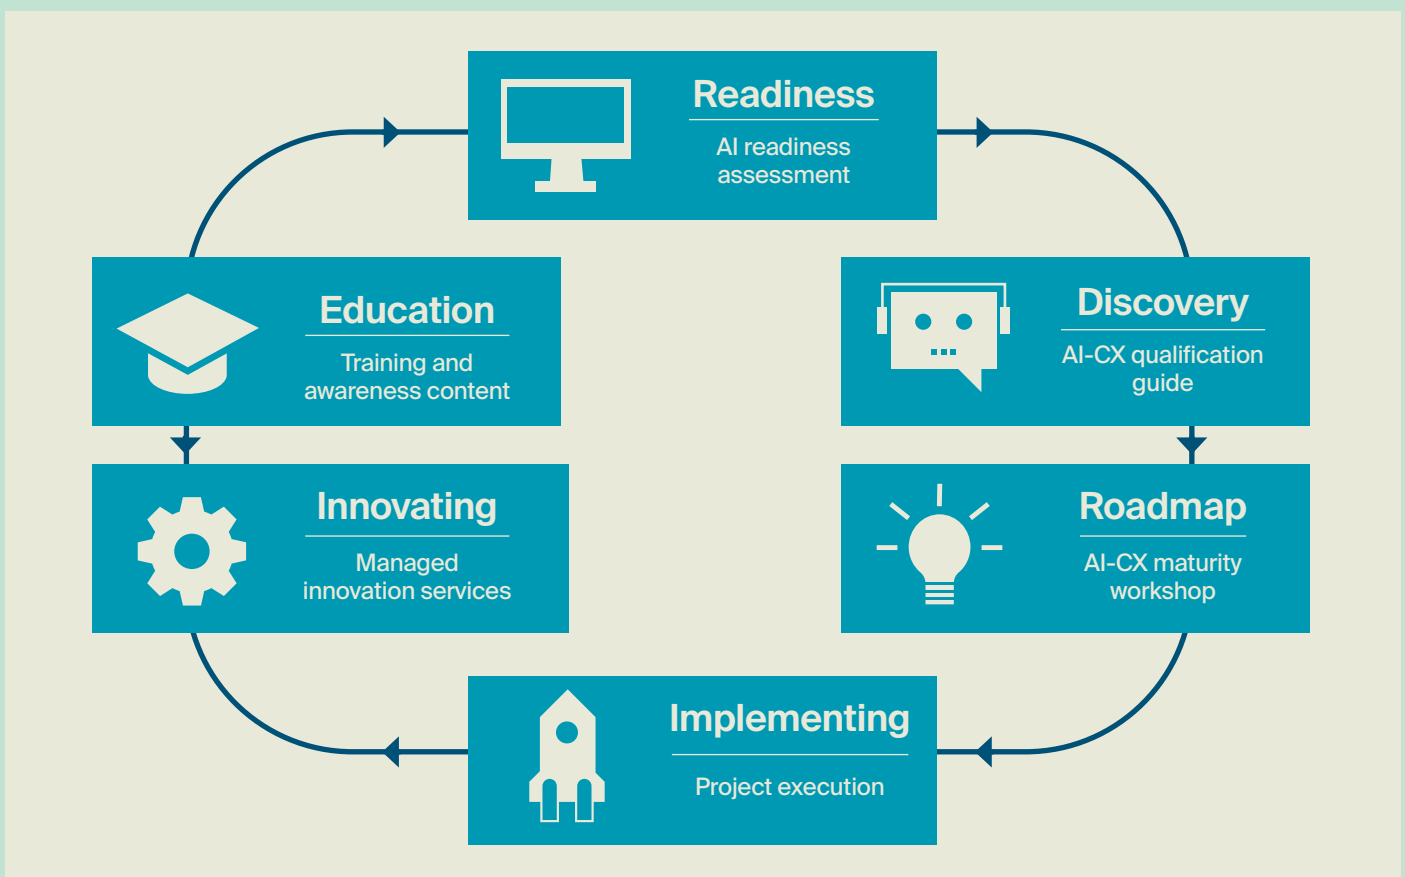 Readiness
AI readiness
assessment
Education
Training and
awareness content
Discovery
AI-CX qualification
guide
Innovating
Managed
innovation services
Roadmap
AI-CX maturity
workshop
Implementing
Project execution